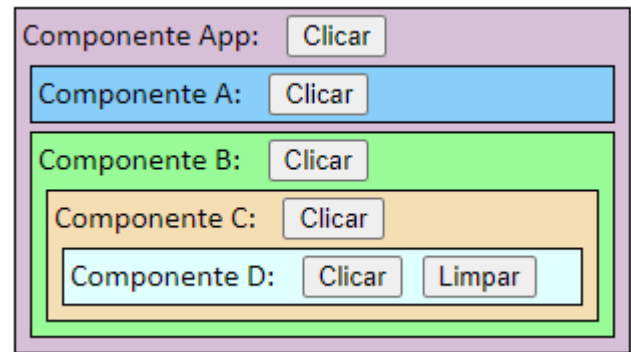 Componente App: Clicar
Componente A: Clicar
Componente B: Clicar
Componente C: Clicar
Componente D: Clicar Limpar